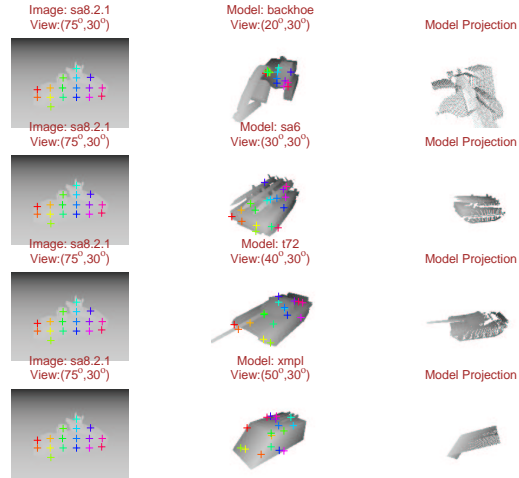 Image: sa8.2.1 Model: backhoe
View:(75°,30°) View:(20°,30°) Model Projection
Image: sa8.2.1 Model: sa6
View:(75°,30°) View:(30°,30°) Model Projection
Image: sa8.2.1 Model: t72
View:(75°,30°) View:(40°,30°) Model Projection
Image: sa8.2.1 Model: xmpl
View:(75°,30°) View:(50°,30°) Model Projection